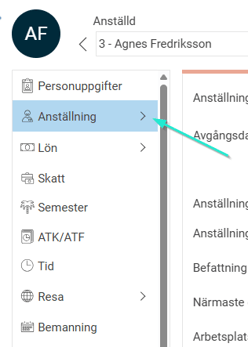 AF
Anställd
3 - Agnes Fredriksson
Personuppgifter
Anställning
Lön
Skatt
Semester
ATK/ATF
Tid
Resa
Bemanning
Anställning
Avgångsda
Anställning
Anställning
Befattning
Närmaste
Arbetsplat